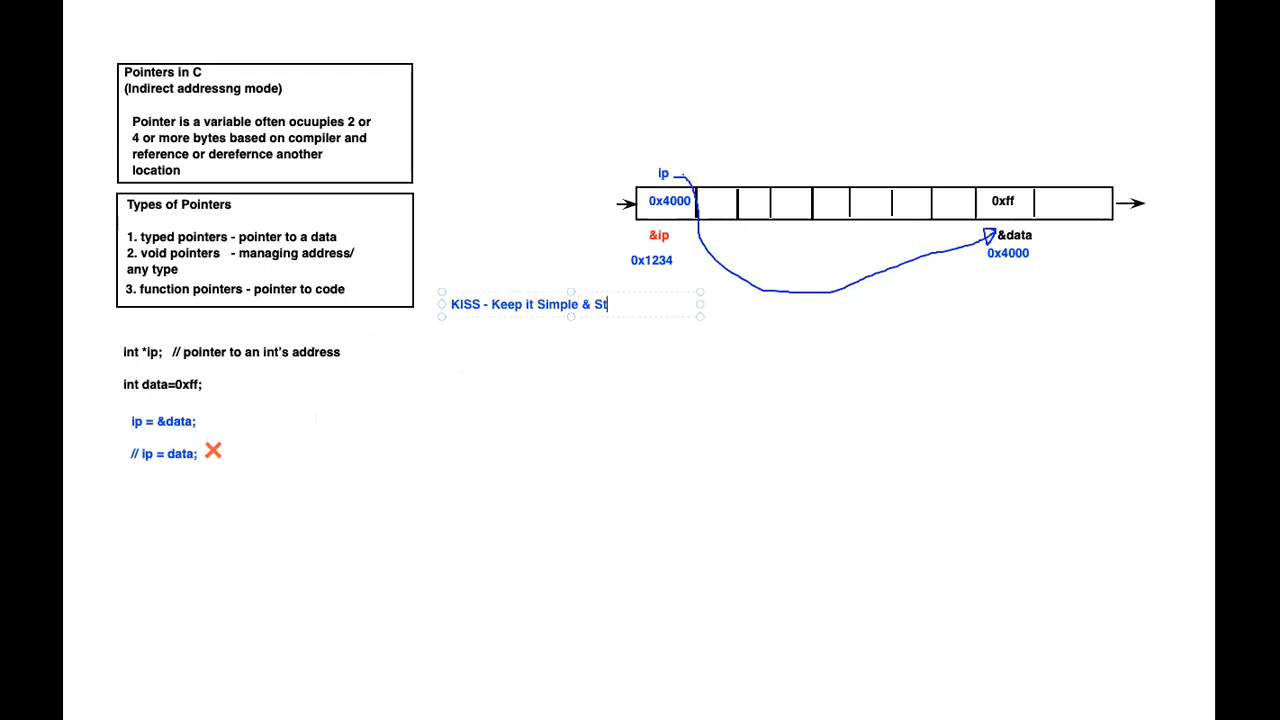 Pointers in C
(Indirect addressng mode)
Pointer is a variable often ocuupies 2 or
4 or more bytes based on compiler and
reference or derefernce another
location
Types of Pointers
1. typed pointers - pointer to a data
2. void pointers - managing address/
any type
3. function pointers - pointer to code
ip
0x4000
0xff
&ip
&data
0x1234
0x4000
KISS - Keep it Simple & St
int *ip; // pointer to an int's address
int data=0xff;
ip = &data;
// ip = data;